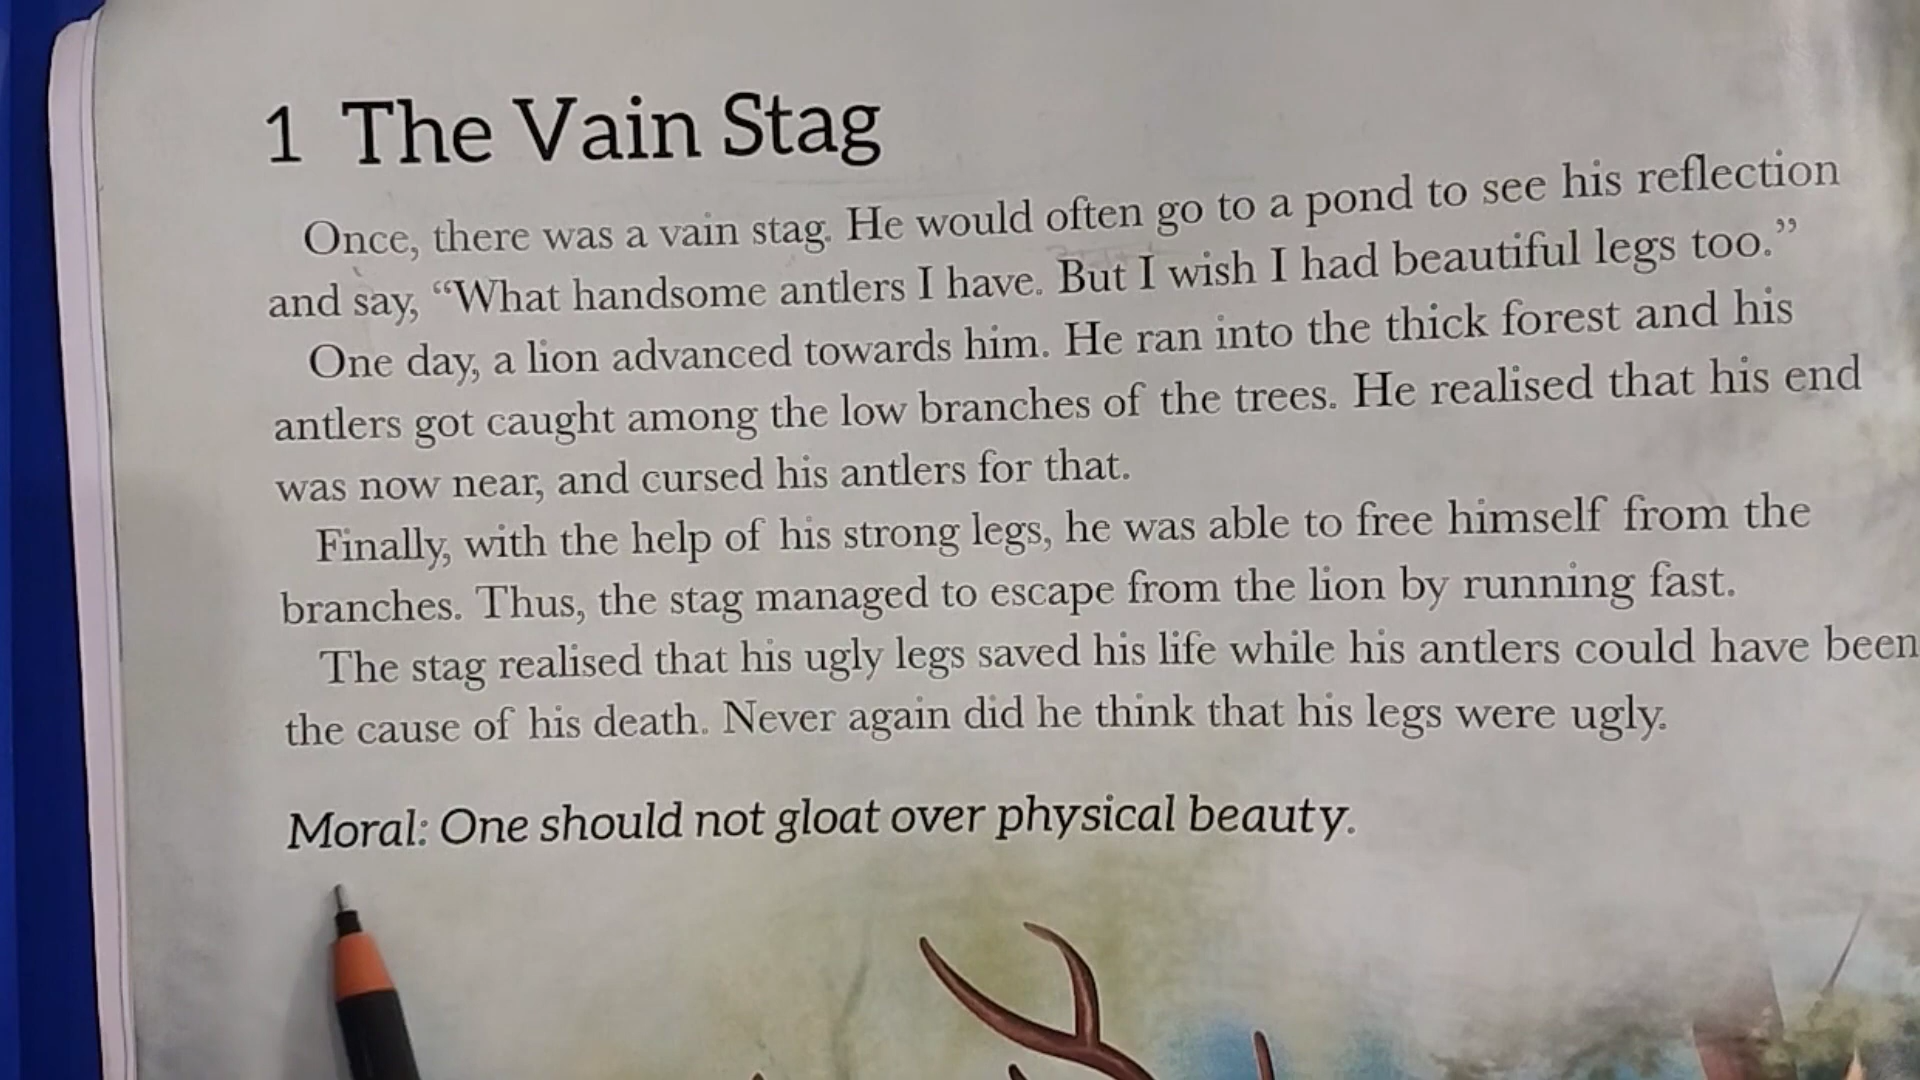 1 The Vain Stag
Once, there was a vain stag. He would often go to a pond to see his reflection
and say, “What handsome antlers I have. But I wish I had beautiful legs too.”
One day, a lion advanced towards him. He ran into the thick forest and his
antlers got caught among the low branches of the trees. He realised that his end
was now near, and cursed his antlers for that.
Finally, with the help of his strong legs, he was able to free himself from the
branches. Thus, the stag managed to escape from the lion by running fast.
The stag realised that his ugly legs saved his life while his antlers could have been
the cause of his death. Never again did he think that his legs were ugly.
Moral: One should not gloat over physical beauty.